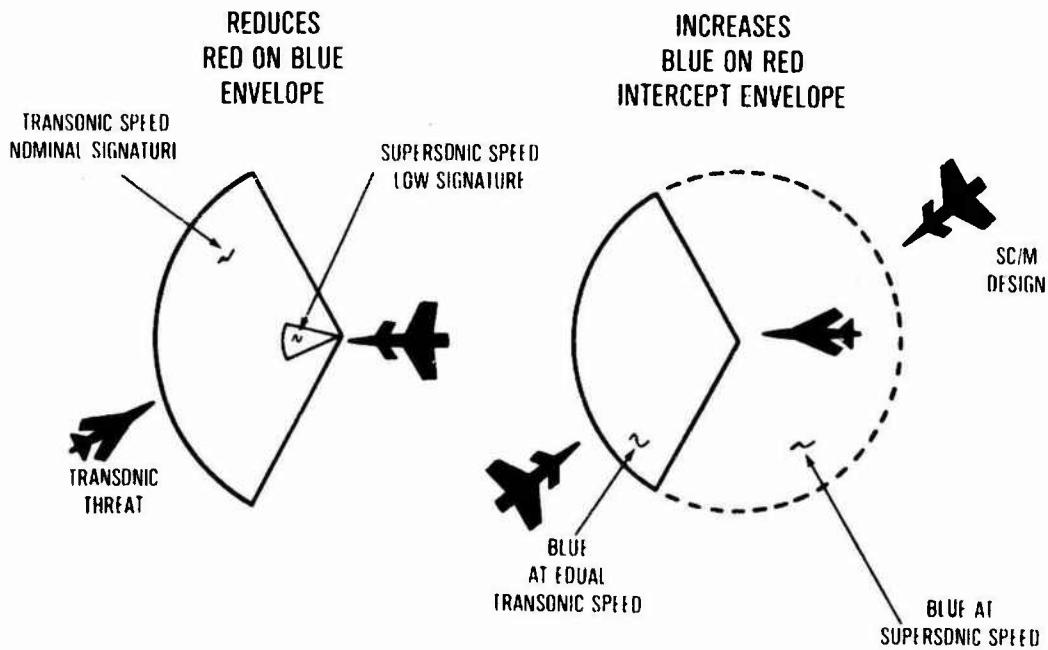 REDUCES
RED ON BLUE
ENVELOPE
TRANSONIC SPEED
NOMINAL SIGNATURI
SUPERSONIC SPEED
LOW SIGNATURE
TRANSONIC
THREAT
INCREASES
BLUE ON RED
INTERCEPT ENVELOPE
SC/M
DESIGN
BLUE
AT EQUAL
TRANSONIC SPEED
BLUE AT
SUPERSONIC SPEED